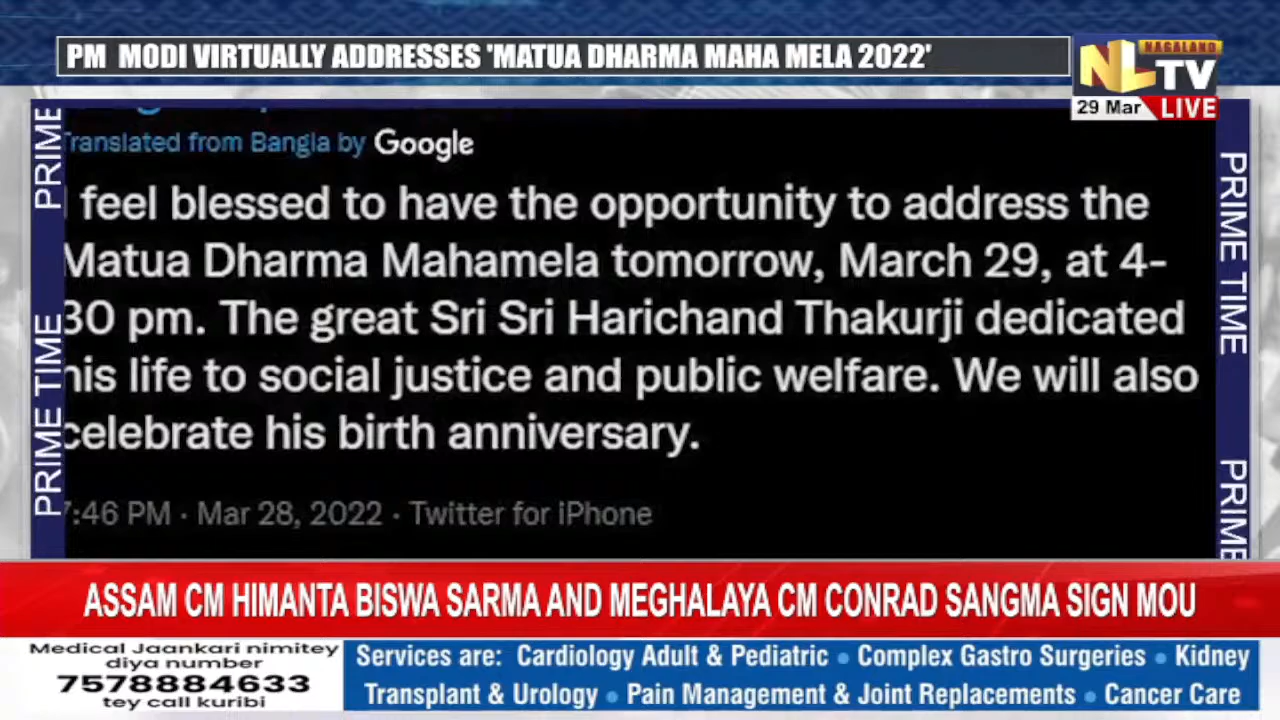 PM MODI VIRTUALLY ADDRESSES 'MATUA DHARMA MAHA MELA 2022'
NAGALAND
NLTV
29 Mar LIVE
PRIME
PRIME TIME
Translated from Bangla by Google
feel blessed to have the opportunity to address the
Matua Dharma Mahamela tomorrow, March 29, at 4-
30 pm. The great Sri Sri Harichand Thakurji dedicated
his life to social justice and public welfare. We will also
celebrate his birth anniversary.
7:46 PM · Mar 28, 2022 · Twitter for iPhone
PRIME TIME
PRIME
ASSAM CM HIMANTA BISWA SARMA AND MEGHALAYA CM CONRAD SANGMA SIGN MOU
Medical Jaankari nimitey
diya number
7578884633
tey call kuribi
Services are: Cardiology Adult & Pediatric • Complex Gastro Surgeries • Kidney
Transplant & Urology • Pain Management & Joint Replacements • Cancer Care